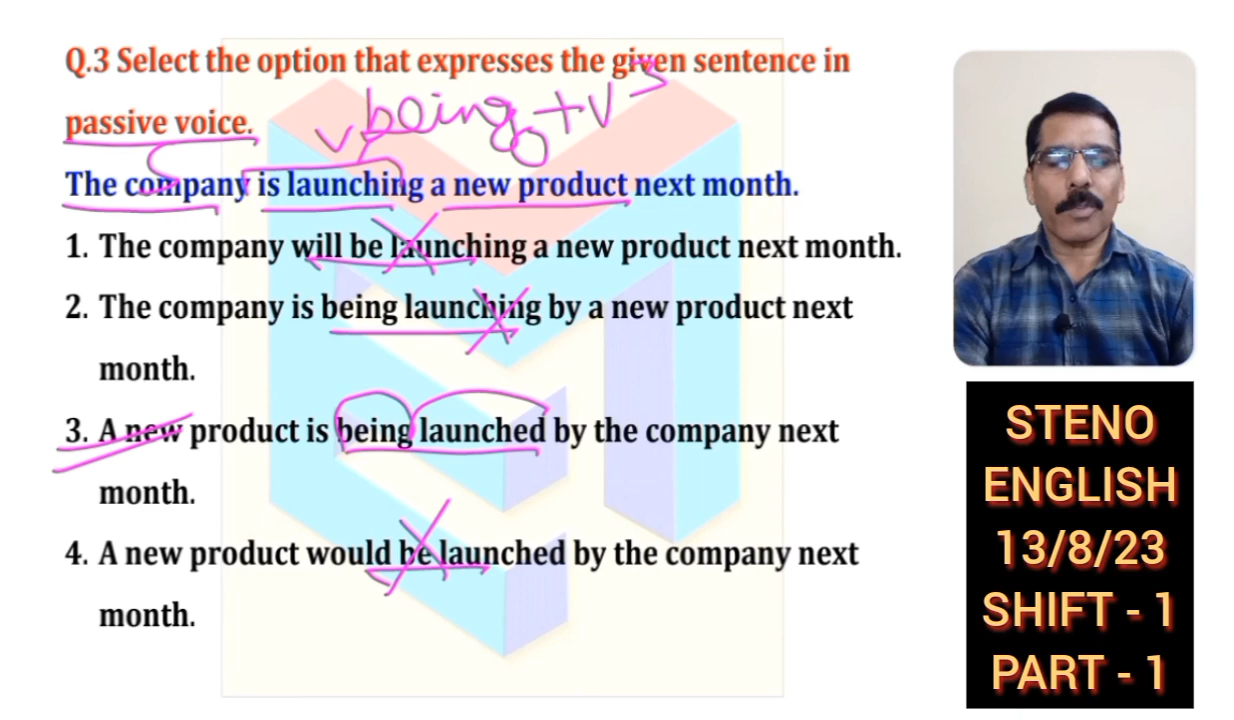 Q.3 Select the option that expresses the given sentence in
being + V3
passive voice.
The company is launching a new product next month.
1. The company will be launching a new product next month.
2. The company is being launching by a new product next
month.
3. A new product is being launched by the company next
month.
4. A new product would be launched by the company next
month.
STENO
ENGLISH
13/8/23
SHIFT - 1
PART - 1